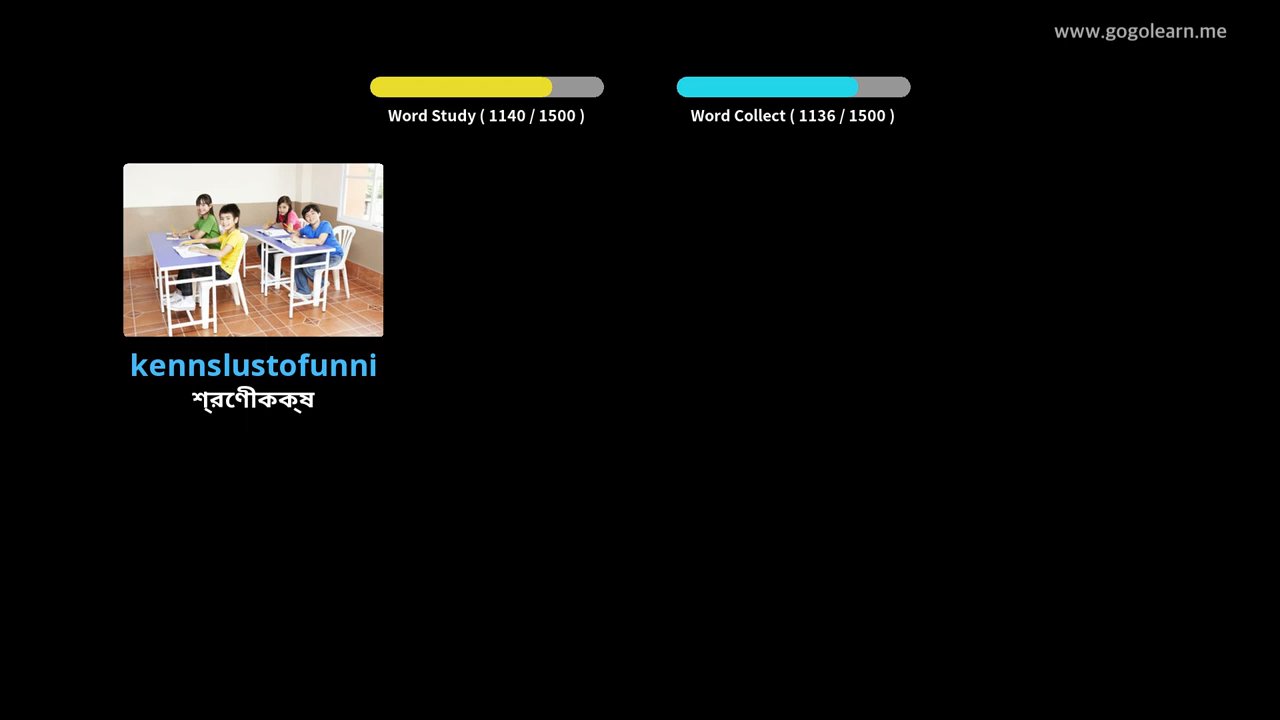 www.gogolearn.me
Word Study ( 1140 / 1500 )
Word Collect ( 1136 / 1500 )
kennslustofunni
শ্রেণীকক্ষ